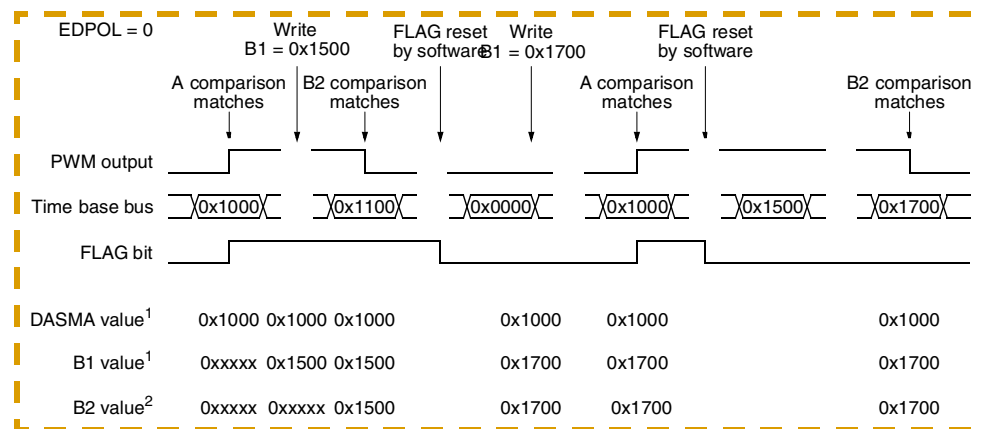 EDPOL = 0
Write
B1 = 0x1500
FLAG reset
by software
Write
B1 = 0x1700
FLAG reset
by software
A comparison
matches
B2 comparison
matches
A comparison
matches
B2 comparison
matches
PWM output
Time base bus 0x1000 0x1100 0x0000 0x1000 0x1500 0x1700
FLAG bit
DASMA value1 0x1000 0x1000 0x1000 0x1000 0x1000 0x1000
B1 value1 0xxxxx 0x1500 0x1500 0x1700 0x1700 0x1700
B2 value2 0xxxxx 0xxxxx 0x1500 0x1700 0x1700 0x1700